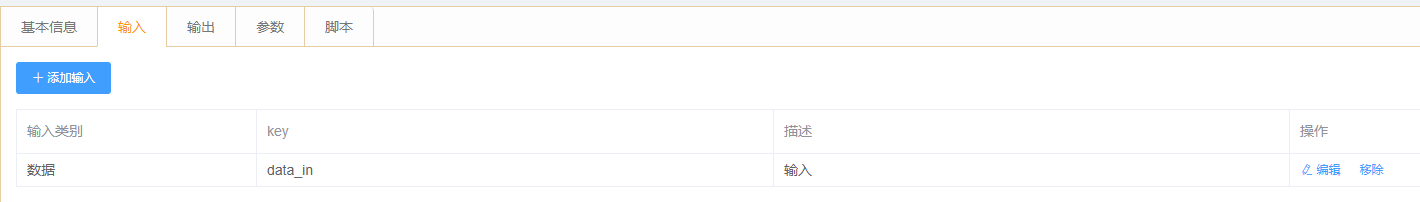 基本信息 输入 输出 参数 脚本
添加输入
输入类别 key 描述 操作
数据 data_in 输入 编辑 移除